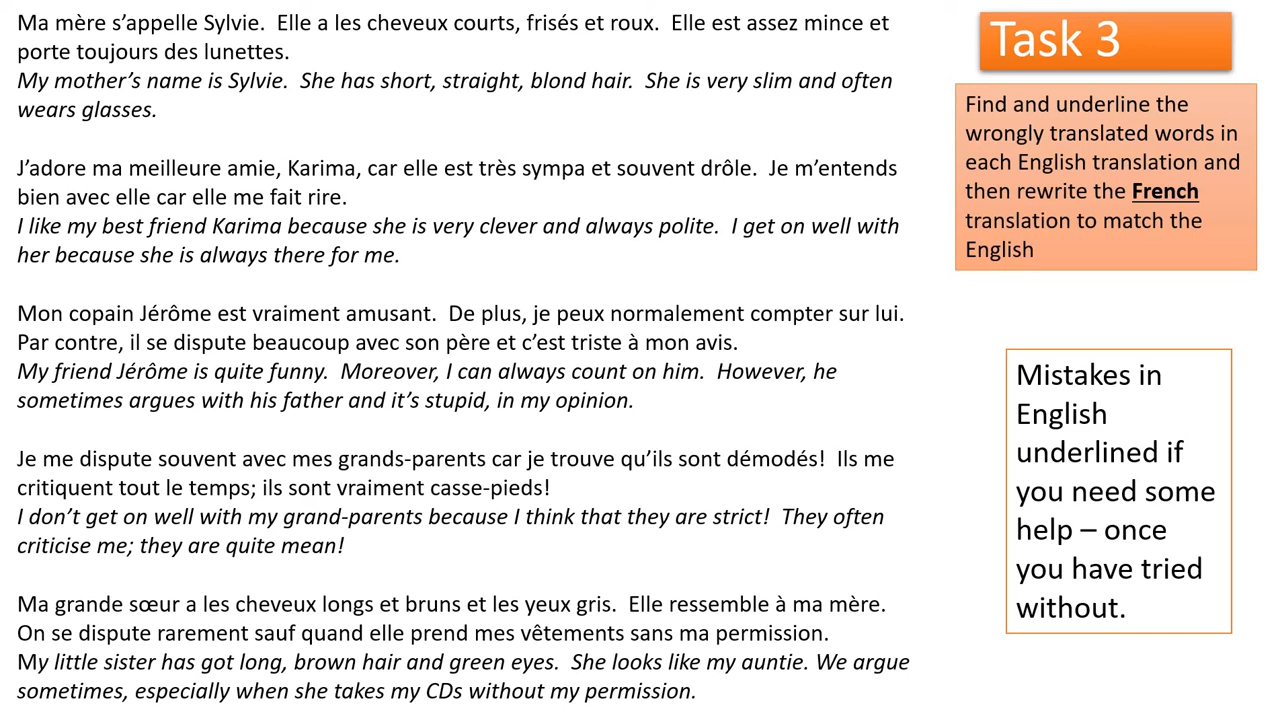 Ma mère s’appelle Sylvie.  Elle a les cheveux courts, frisés et roux.  Elle est assez mince et
porte toujours des lunettes.
My mother’s name is Sylvie.  She has short, straight, blond hair.  She is very slim and often
wears glasses.
J’adore ma meilleure amie, Karima, car elle est très sympa et souvent drôle.  Je m’entends
bien avec elle car elle me fait rire.
I like my best friend Karima because she is very clever and always polite.  I get on well with
her because she is always there for me.
Mon copain Jérôme est vraiment amusant.  De plus, je peux normalement compter sur lui.
Par contre, il se dispute beaucoup avec son père et c’est triste à mon avis.
My friend Jérôme is quite funny.  Moreover, I can always count on him.  However, he
sometimes argues with his father and it’s stupid, in my opinion.
Je me dispute souvent avec mes grands-parents car je trouve qu’ils sont démodés!  Ils me
critiquent tout le temps; ils sont vraiment casse-pieds!
I don’t get on well with my grand-parents because I think that they are strict!  They often
criticise me; they are quite mean!
Ma grande sœur a les cheveux longs et bruns et les yeux gris.  Elle ressemble à ma mère.
On se dispute rarement sauf quand elle prend mes vêtements sans ma permission.
My little sister has got long, brown hair and green eyes.  She looks like my auntie. We argue
sometimes, especially when she takes my CDs without my permission.
Task 3
Find and underline the
wrongly translated words in
each English translation and
then rewrite the French
translation to match the
English
Mistakes in
English
underlined if
you need some
help – once
you have tried
without.